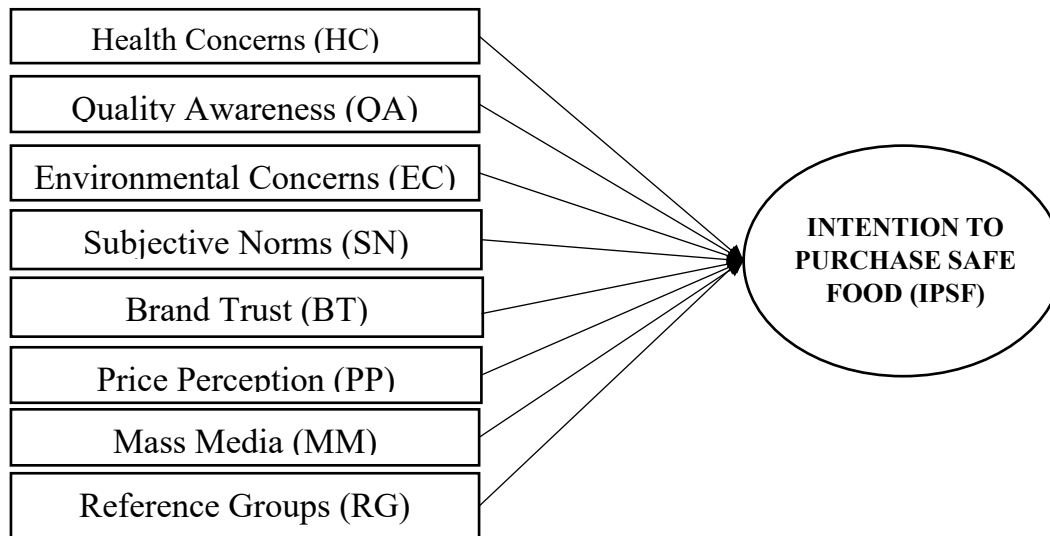 Health Concerns (HC)
Quality Awareness (QA)
Environmental Concerns (EC)
Subjective Norms (SN)
Brand Trust (BT)
Price Perception (PP)
Mass Media (MM)
Reference Groups (RG)
INTENTION TO
PURCHASE SAFE
FOOD (IPSF)